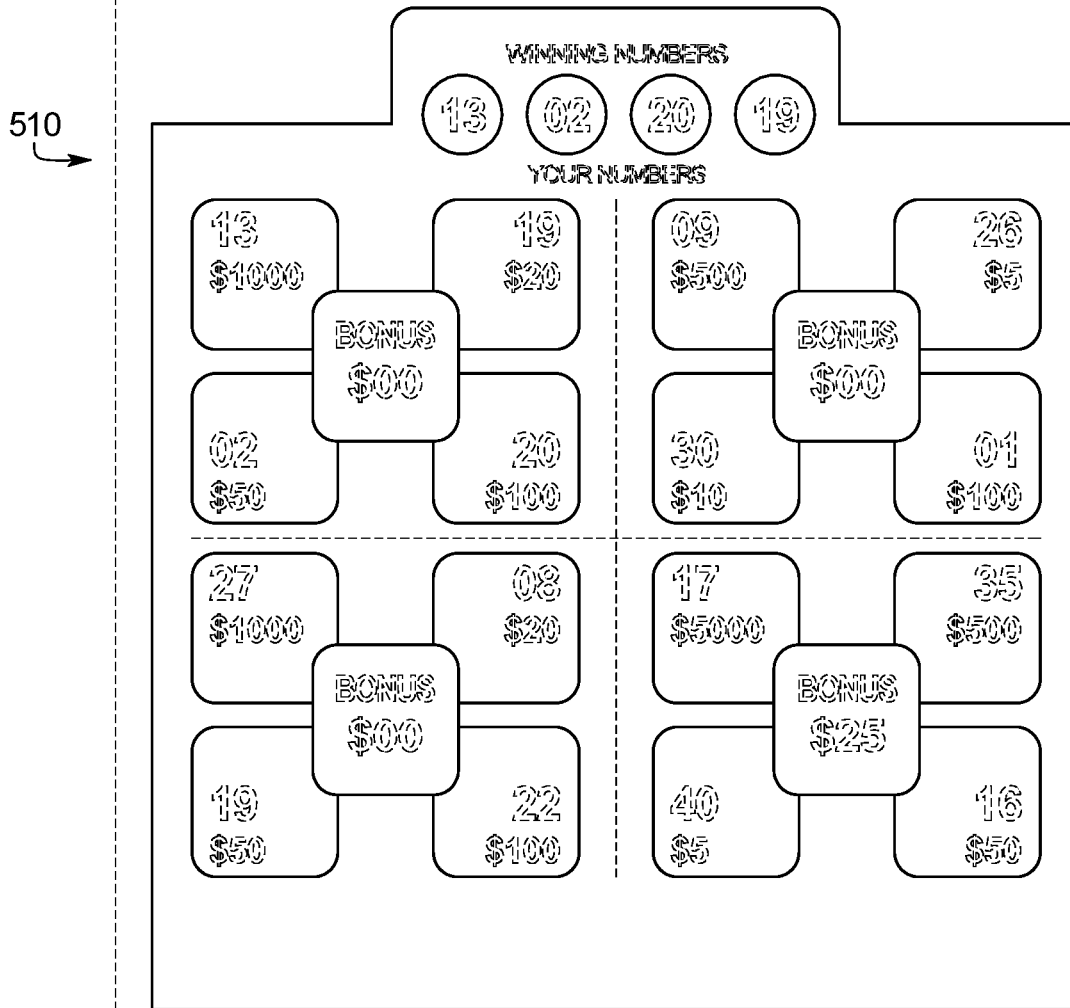 WINNING NUMBERS
13 02 20 19
510
YOUR NUMBERS
13 19 09 26
$1000 $20 $500 $5
BONUS BONUS
$00 $00
02 20 30 01
$50 $100 $10 $100
27 08 17 35
$1000 $20 $5000 $500
BONUS BONUS
$00 $25
19 22 40 16
$50 $100 $5 $50